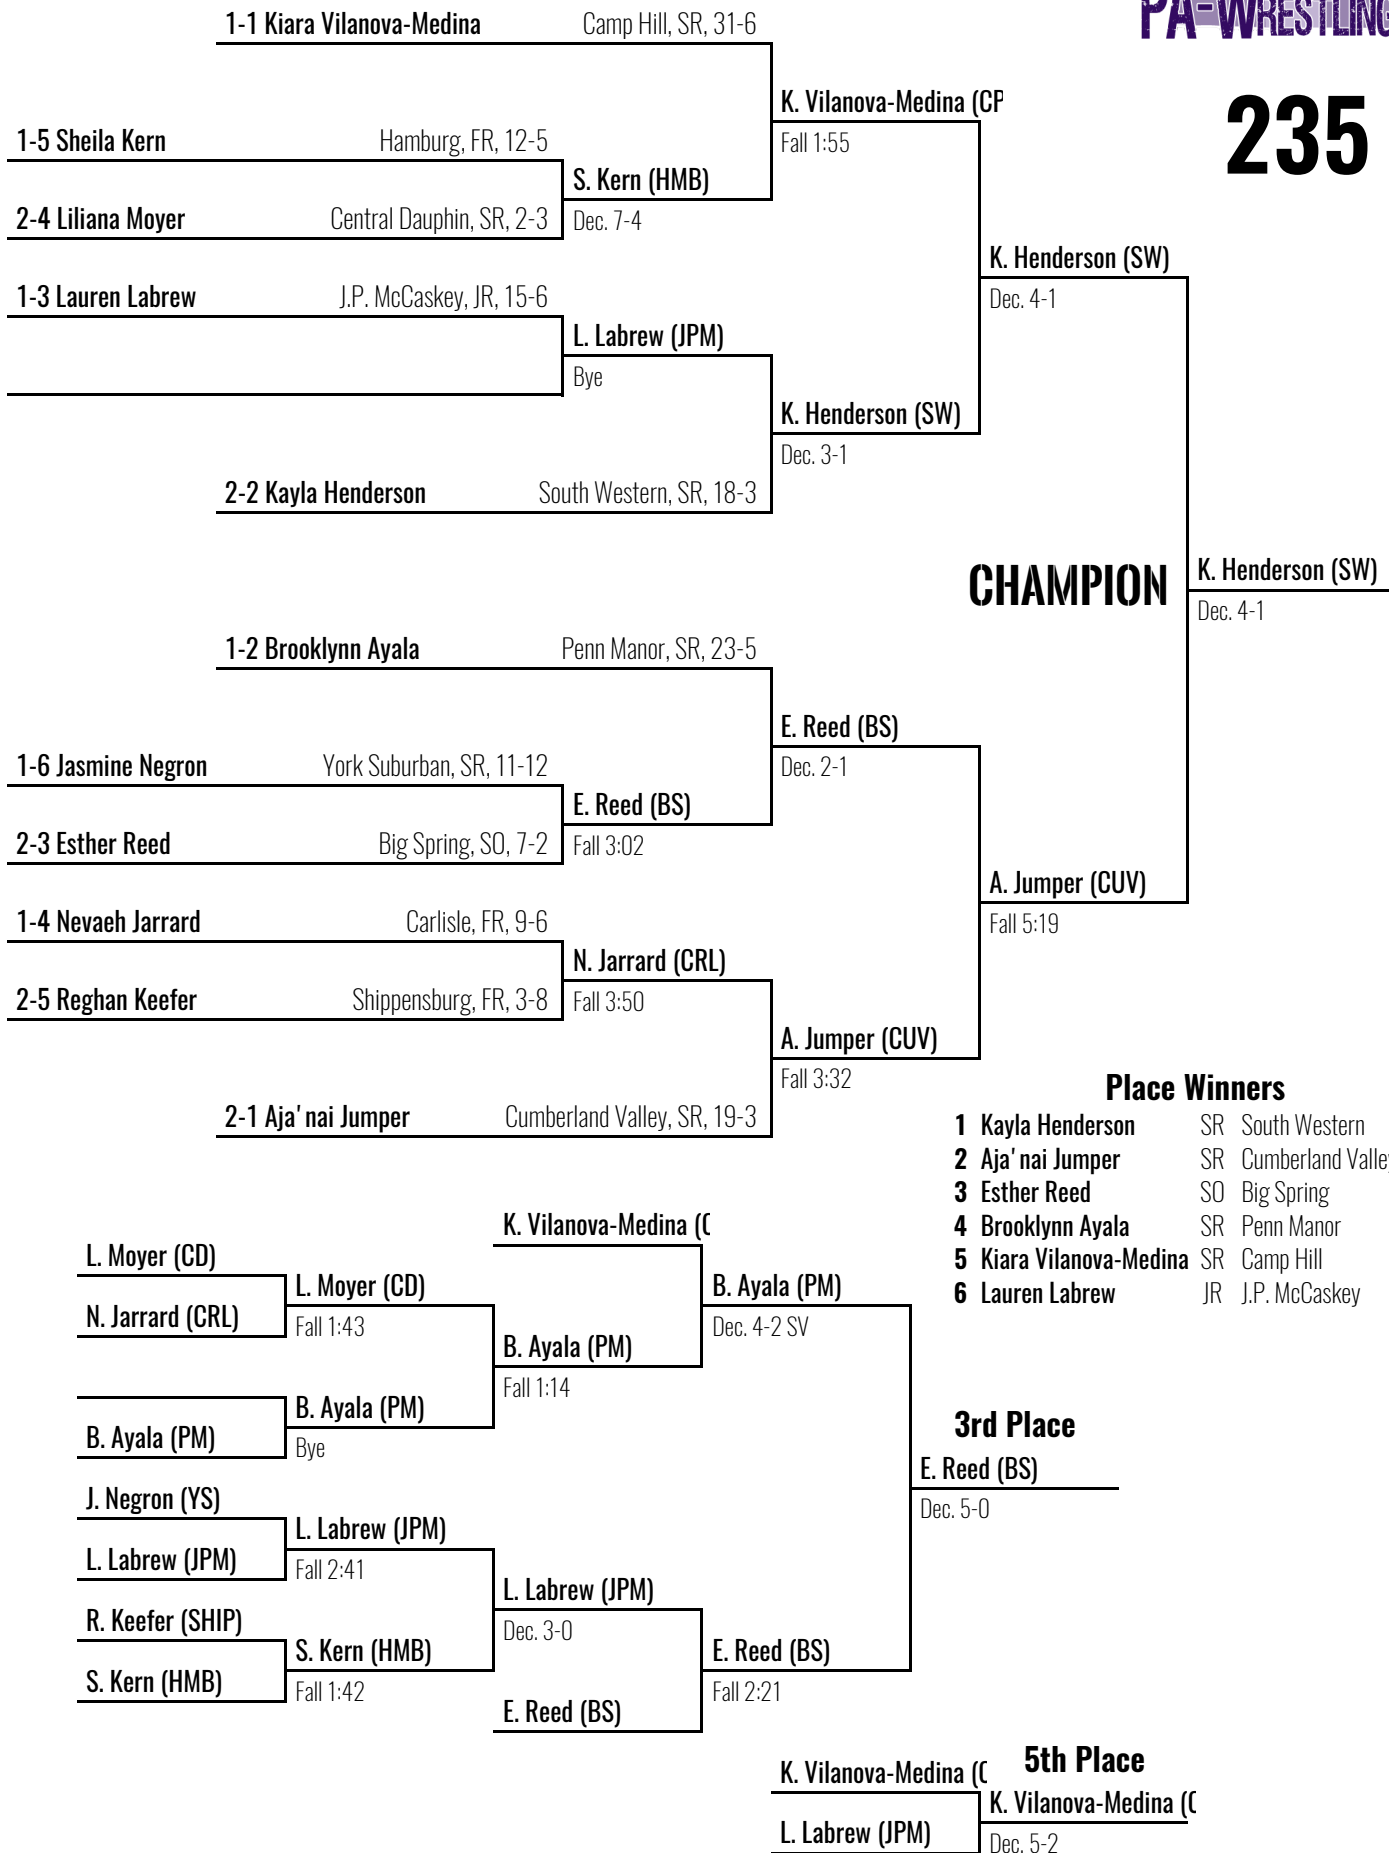 PA-WRESTLING
235
1-1 Kiara Vilanova-Medina Camp Hill, SR, 31-6
K. Vilanova-Medina (CP
Fall 1:55
1-5 Sheila Kern Hamburg, FR, 12-5
S. Kern (HMB)
Dec. 7-4
2-4 Liliana Moyer Central Dauphin, SR, 2-3
K. Henderson (SW)
Dec. 4-1
1-3 Lauren Labrew J.P. McCaskey, JR, 15-6
L. Labrew (JPM)
Bye
K. Henderson (SW)
Dec. 3-1
2-2 Kayla Henderson South Western, SR, 18-3
CHAMPION
K. Henderson (SW)
Dec. 4-1
1-2 Brooklynn Ayala Penn Manor, SR, 23-5
E. Reed (BS)
Dec. 2-1
1-6 Jasmine Negron York Suburban, SR, 11-12
E. Reed (BS)
Fall 3:02
2-3 Esther Reed Big Spring, SO, 7-2
A. Jumper (CUV)
Fall 5:19
1-4 Nevaeh Jarrard Carlisle, FR, 9-6
N. Jarrard (CRL)
Fall 3:50
2-5 Reghan Keefer Shippensburg, FR, 3-8
A. Jumper (CUV)
Fall 3:32
2-1 Aja'nai Jumper Cumberland Valley, SR, 19-3
Place Winners
1 Kayla Henderson SR South Western
2 Aja'nai Jumper SR Cumberland Valley
3 Esther Reed SO Big Spring
4 Brooklynn Ayala SR Penn Manor
5 Kiara Vilanova-Medina SR Camp Hill
6 Lauren Labrew JR J.P. McCaskey
K. Vilanova-Medina (C
L. Moyer (CD)
L. Moyer (CD)
Fall 1:43
N. Jarrard (CRL)
B. Ayala (PM)
Dec. 4-2 SV
B. Ayala (PM)
Fall 1:14
B. Ayala (PM)
Bye
B. Ayala (PM)
3rd Place
E. Reed (BS)
Dec. 5-0
J. Negron (YS)
L. Labrew (JPM)
Fall 2:41
L. Labrew (JPM)
L. Labrew (JPM)
Dec. 3-0
R. Keefer (SHIP)
S. Kern (HMB)
Fall 1:42
S. Kern (HMB)
E. Reed (BS)
Fall 2:21
E. Reed (BS)
5th Place
K. Vilanova-Medina (C
K. Vilanova-Medina (C
Dec. 5-2
L. Labrew (JPM)